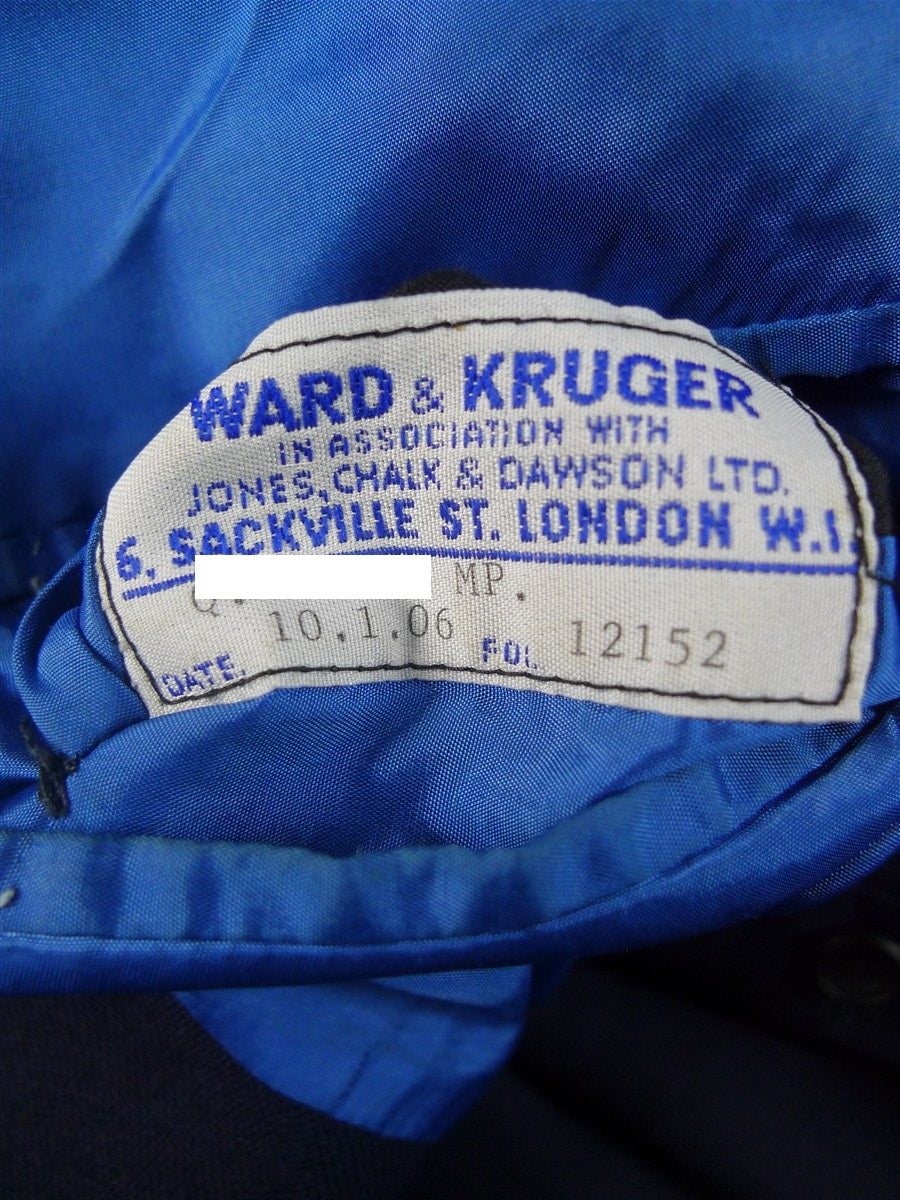 WARD & KRUGER
IN ASSOCIATION WITH
JONES, CHALK & DAWSON LTD.
6, SACKVILLE ST. LONDON W.1.
MP.
DATE. 10.1.06 FOL 12152